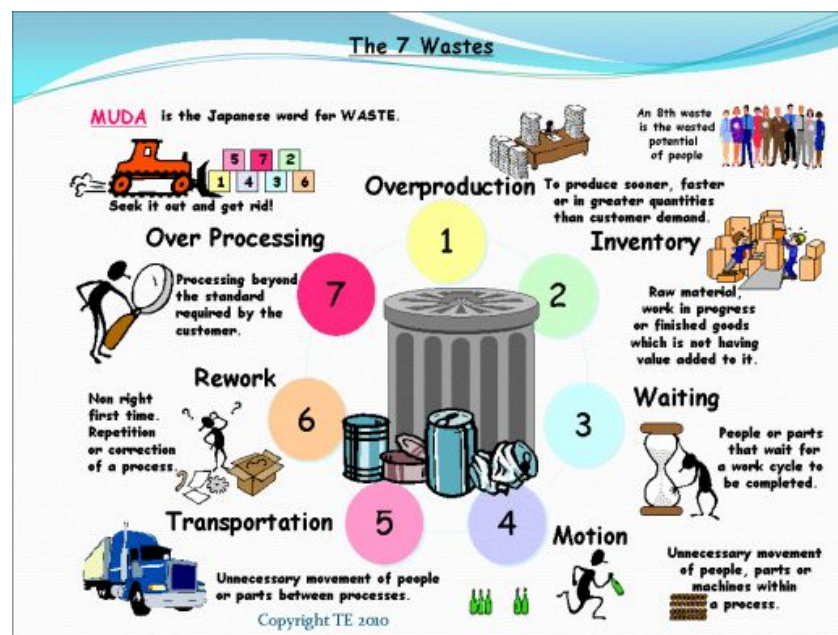 The 7 Wastes
MUDA is the Japanese word for WASTE.
5 7 2
1 4 3 6
Seek it out and get rid!
An 8th waste
is the wasted
potential
of people
Overproduction
To produce sooner, faster
or in greater quantities
than customer demand.
1
Inventory
Raw material,
work in progress
or finished goods
which is not having
value added to it.
2
Waiting
People or parts
that wait for
a work cycle to
be completed.
3
Motion
Unnecessary movement
of people, parts or
machines within
a process.
4
Transportation
Unnecessary movement of people
or parts between processes.
5
Rework
Non right
first time.
Repetition
or correction
of a process.
6
Over Processing
Processing beyond
the standard
required by the
customer.
7
Copyright TE 2010